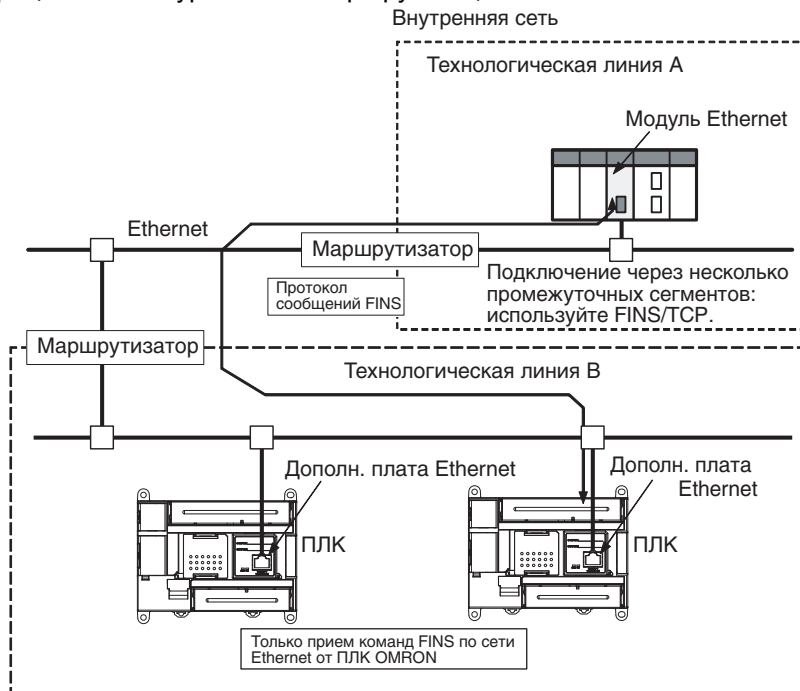 Внутренняя сеть
Технологическая линия A
Модуль Ethernet
Ethernet
Маршрутизатор
Протокол
сообщений FINS
Подключение через несколько
промежуточных сегментов:
используйте FINS/TCP.
Маршрутизатор
Технологическая линия B
Дополн. плата Ethernet
Дополн. плата
Ethernet
ПЛК
ПЛК
Только прием команд FINS по сети
Ethernet от ПЛК OMRON